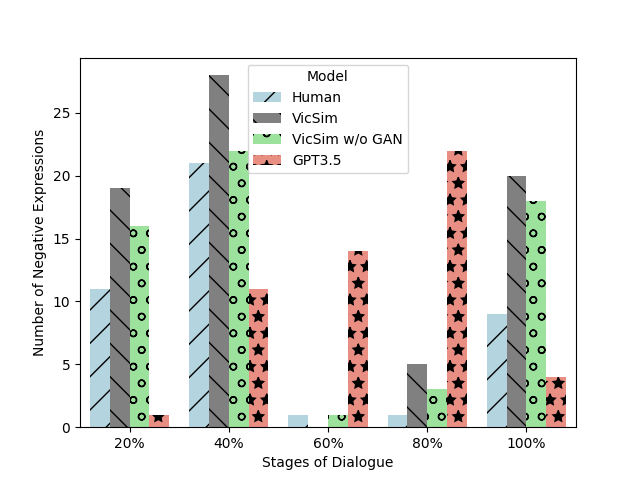 Model
Human
VicSim
VicSim w/o GAN
GPT3.5
Number of Negative Expressions
25
20
15
10
5
0
20%
40%
60%
80%
100%
Stages of Dialogue